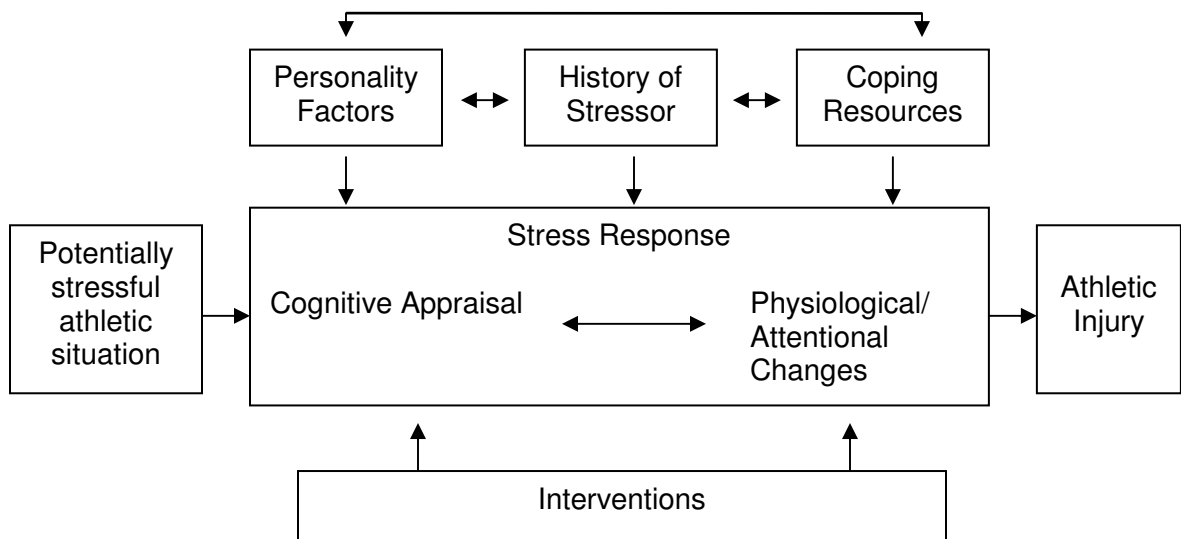 Personality
Factors
History of
Stressor
Coping
Resources
Potentially
stressful
athletic
situation
Stress Response
Cognitive Appraisal
Physiological/
Attentional
Changes
Athletic
Injury
Interventions